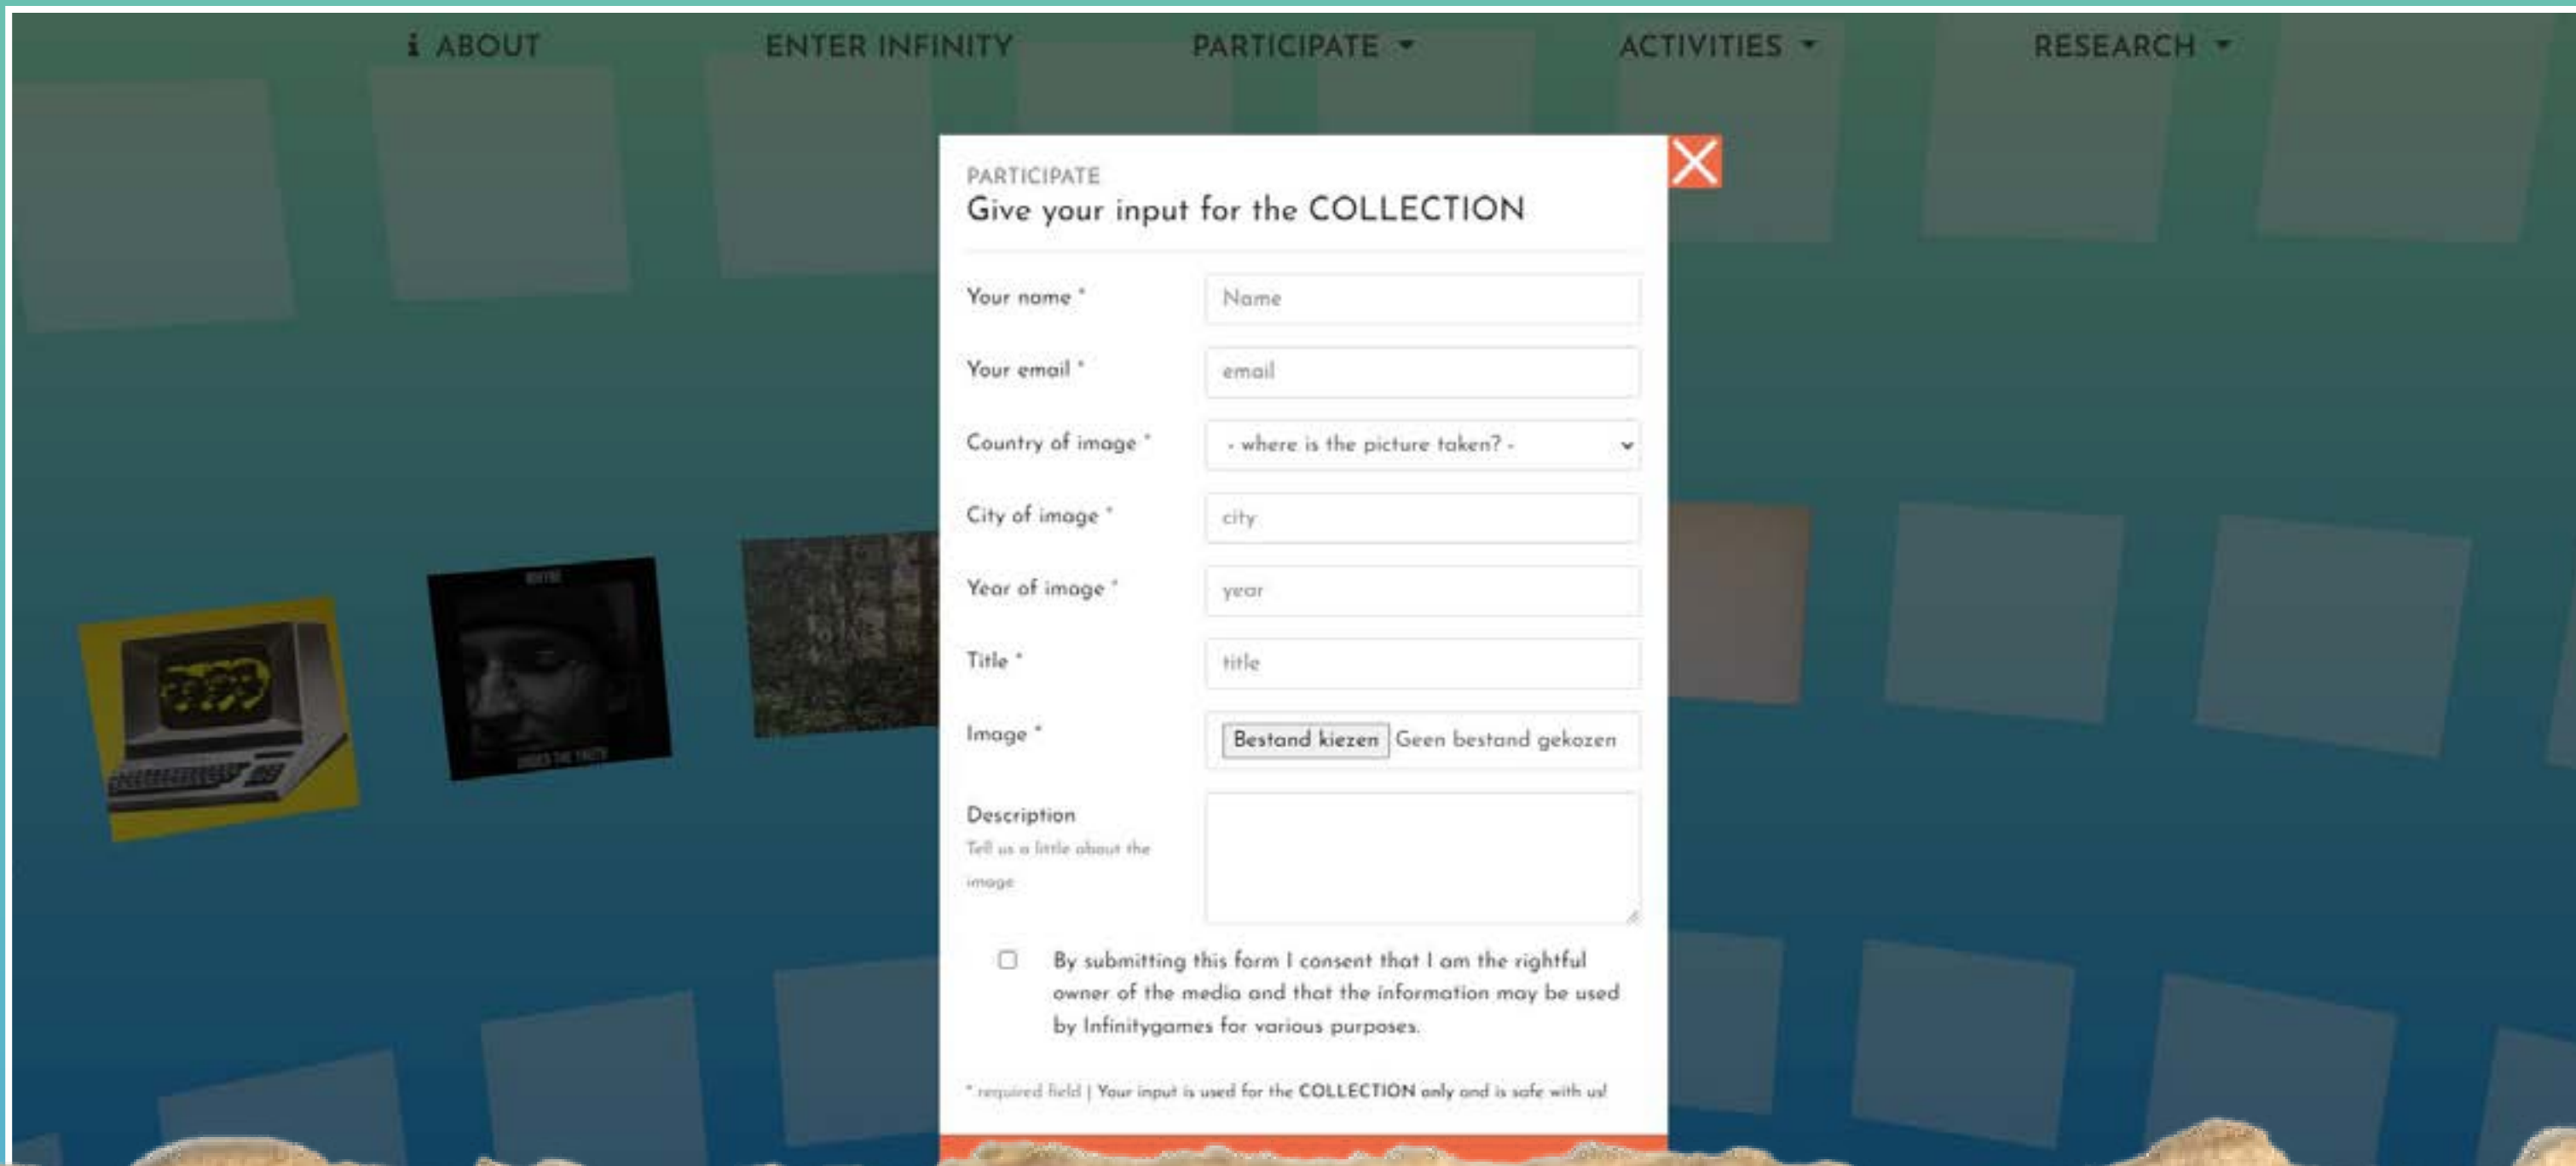 i ABOUT
ENTER INFINITY
PARTICIPATE
ACTIVITIES
RESEARCH
PARTICIPATE
Give your input for the COLLECTION
Your name *
Name
Your email *
email
Country of image *
- where is the picture taken? -
City of image *
city
Year of image *
year
Title *
title
Image *
Bestand kiezen Geen bestand gekozen
Description
Tell us a little about the
image
By submitting this form I consent that I am the rightful
owner of the media and that the information may be used
by Infinitygames for various purposes.
* required field | Your input is used for the COLLECTION only and is safe with us!
MAYBE
THE TRUTH